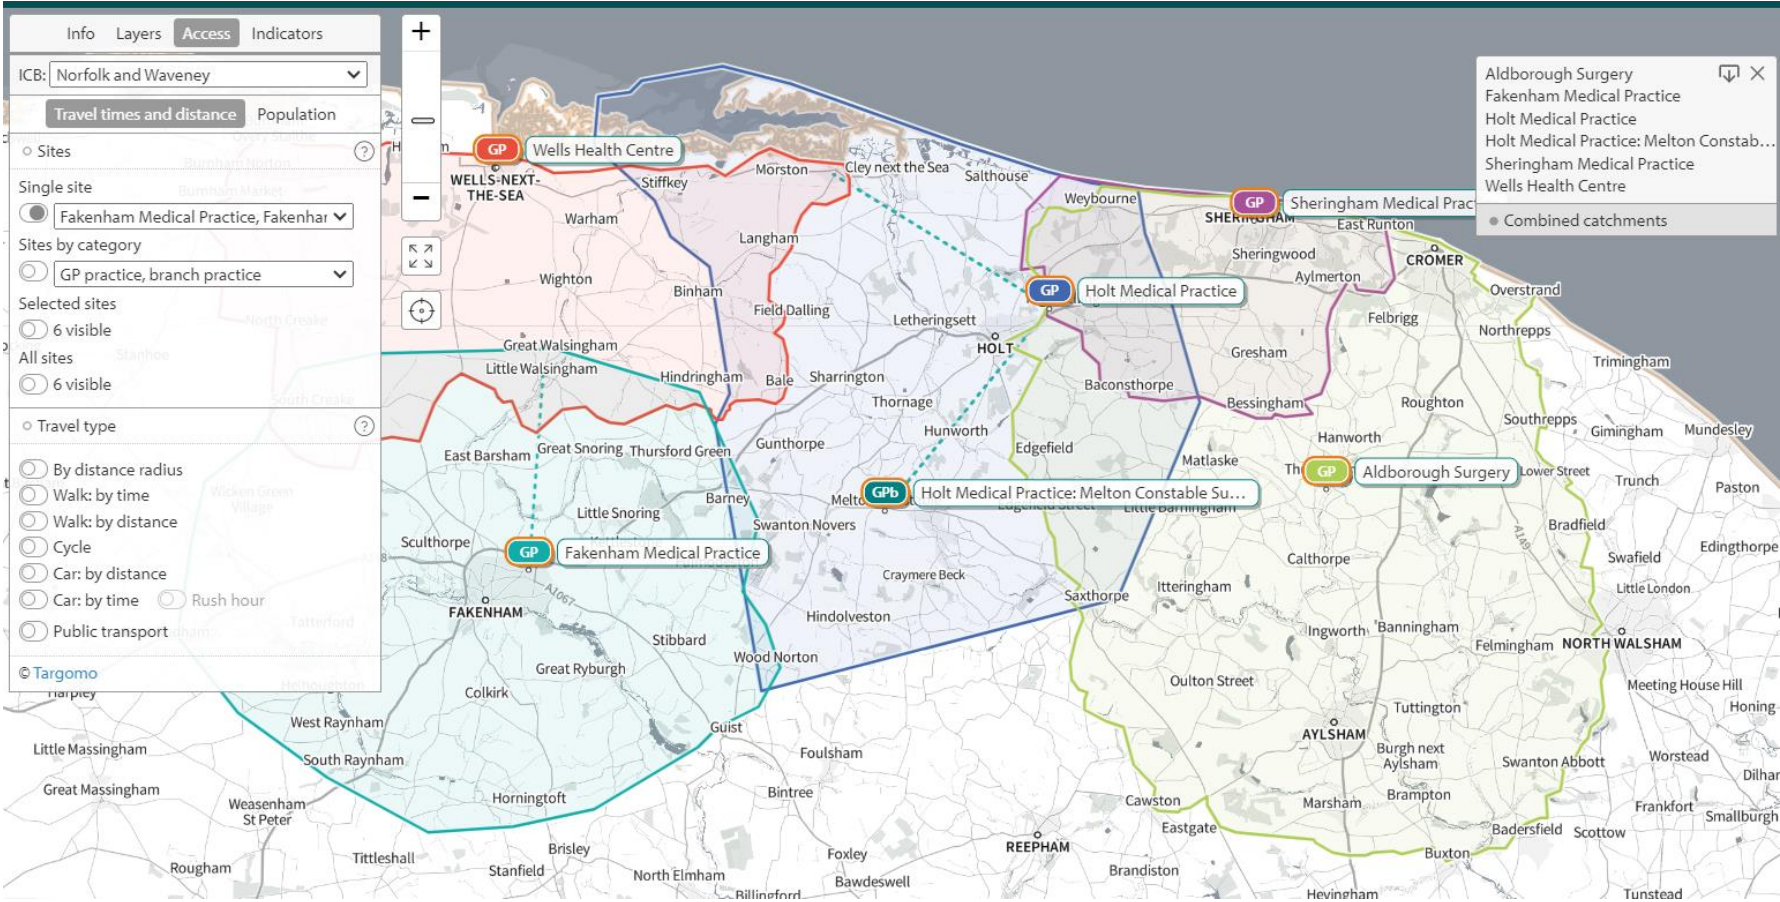 Info Layers Access Indicators
ICB: Norfolk and Waveney
Travel times and distance Population
Sites
Single site
Fakenham Medical Practice, Fakenhar
Sites by category
GP practice, branch practice
Selected sites
6 visible
All sites
6 visible
Travel type
By distance radius
Walk: by time
Walk: by distance
Cycle
Car: by distance
Car: by time Rush hour
Public transport
© Targomo
Aldborough Surgery
Fakenham Medical Practice
Holt Medical Practice
Holt Medical Practice: Melton Constab...
Sheringham Medical Practice
Wells Health Centre
Combined catchments
GP Wells Health Centre
WELLS-NEXT-
THE-SEA
Stiffkey
Morston
Cley next the Sea
Salthouse
Weybourne
GP Sheringham Medical Prac
SHERINGHAM
East Runton
CROMER
Overstrand
Warham
Langham
Sheringwood
Aylmerton
Wighton
Binham
GP Holt Medical Practice
Field Dalling
Letheringsett
HOLT
Felbrigg
Northrepps
Trimingham
Great Walsingham
Little Walsingham
Hindringham
Bale
Sharrington
Gresham
Baconsthorpe
Bessingham
Roughton
Thornage
Hunworth
Southrepps
Gimingham
Mundesley
East Barsham
Great Snoring
Thursford Green
Gunthorpe
Edgefield
Hanworth
Matlaske
GP Aldborough Surgery
Lower Street
Trunch
Paston
Barney
GPb Holt Medical Practice: Melton Constable Su...
Edgefield Street
Little Barningham
Little Snoring
Swanton Novers
Bradfield
A149
Sculthorpe
GP Fakenham Medical Practice
Calthorpe
Swafield
Edingthorpe
Craymere Beck
Itteringham
Little London
A1067
FAKENHAM
Saxthorpe
Hindolveston
Stibbard
Ingworth
Banningham
Felmingham
NORTH WALSHAM
Wood Norton
Great Ryburgh
Colkirk
Oulton Street
Meeting House Hill
Honing
Tuttington
West Raynham
Guist
AYLSHAM
Burgh next
Aylsham
Swanton Abbott
Worstead
Little Massingham
South Raynham
Foulsham
Great Massingham
Weasenham
St Peter
Horningtoft
Bintree
Cawston
Marsham
Brampton
Frankfort
Smallburgh
Eastgate
Badersfield
Scottow
REEPHAM
Buxton
Tittleshall
Brisley
Foxley
Rougham
Stanfield
North Elmham
Bawdeswell
Brandiston
Billingford
Hevingham
Tunstead